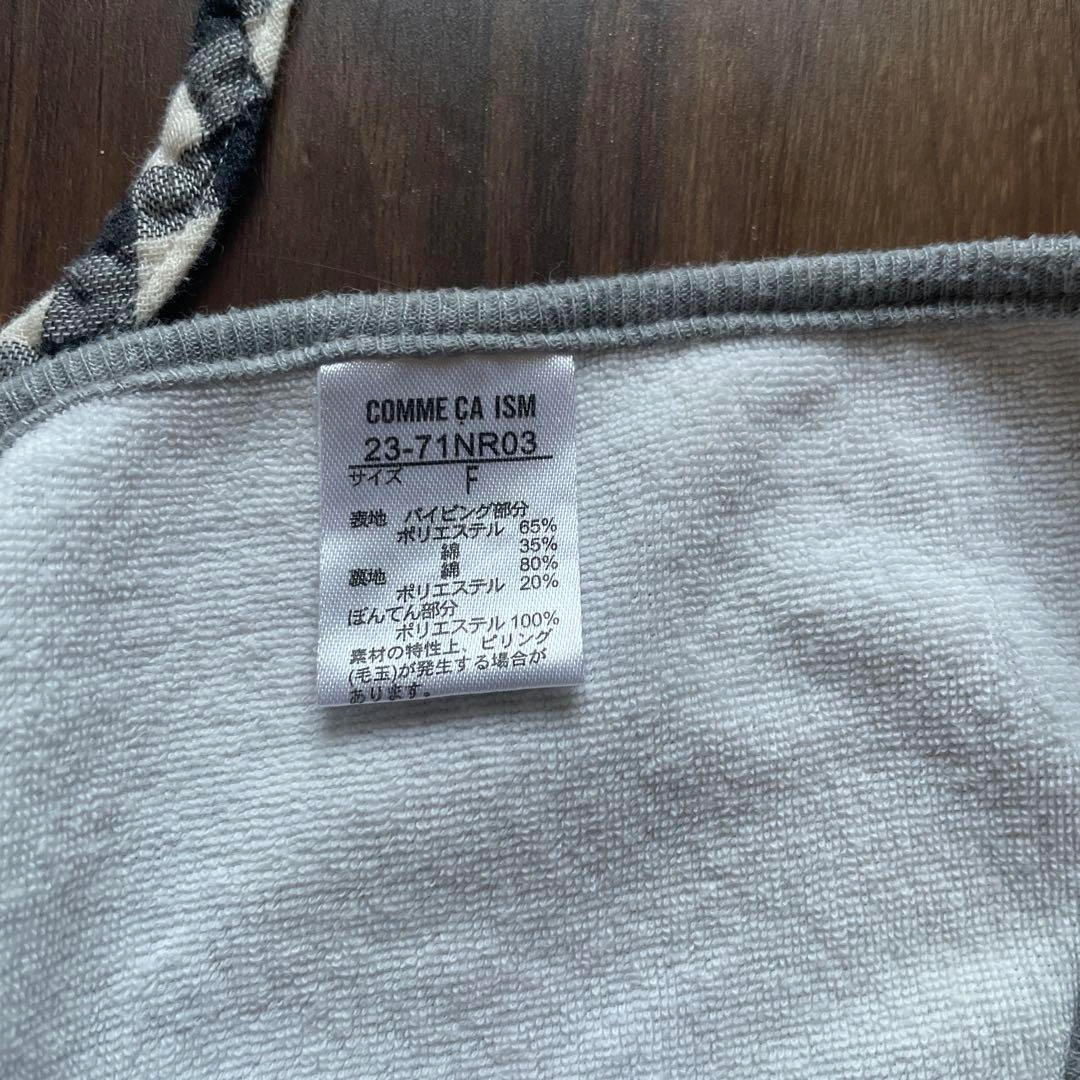 COMME ÇA ISM
23-71NR03
サイズ F
表地 パイピング部分
ポリエステル 65%
綿 35%
裏地 綿 80%
ポリエステル 20%
ぼんてん部分
ポリエステル 100%
素材の特性上、ピリング
(毛玉)が発生する場合が
あります。